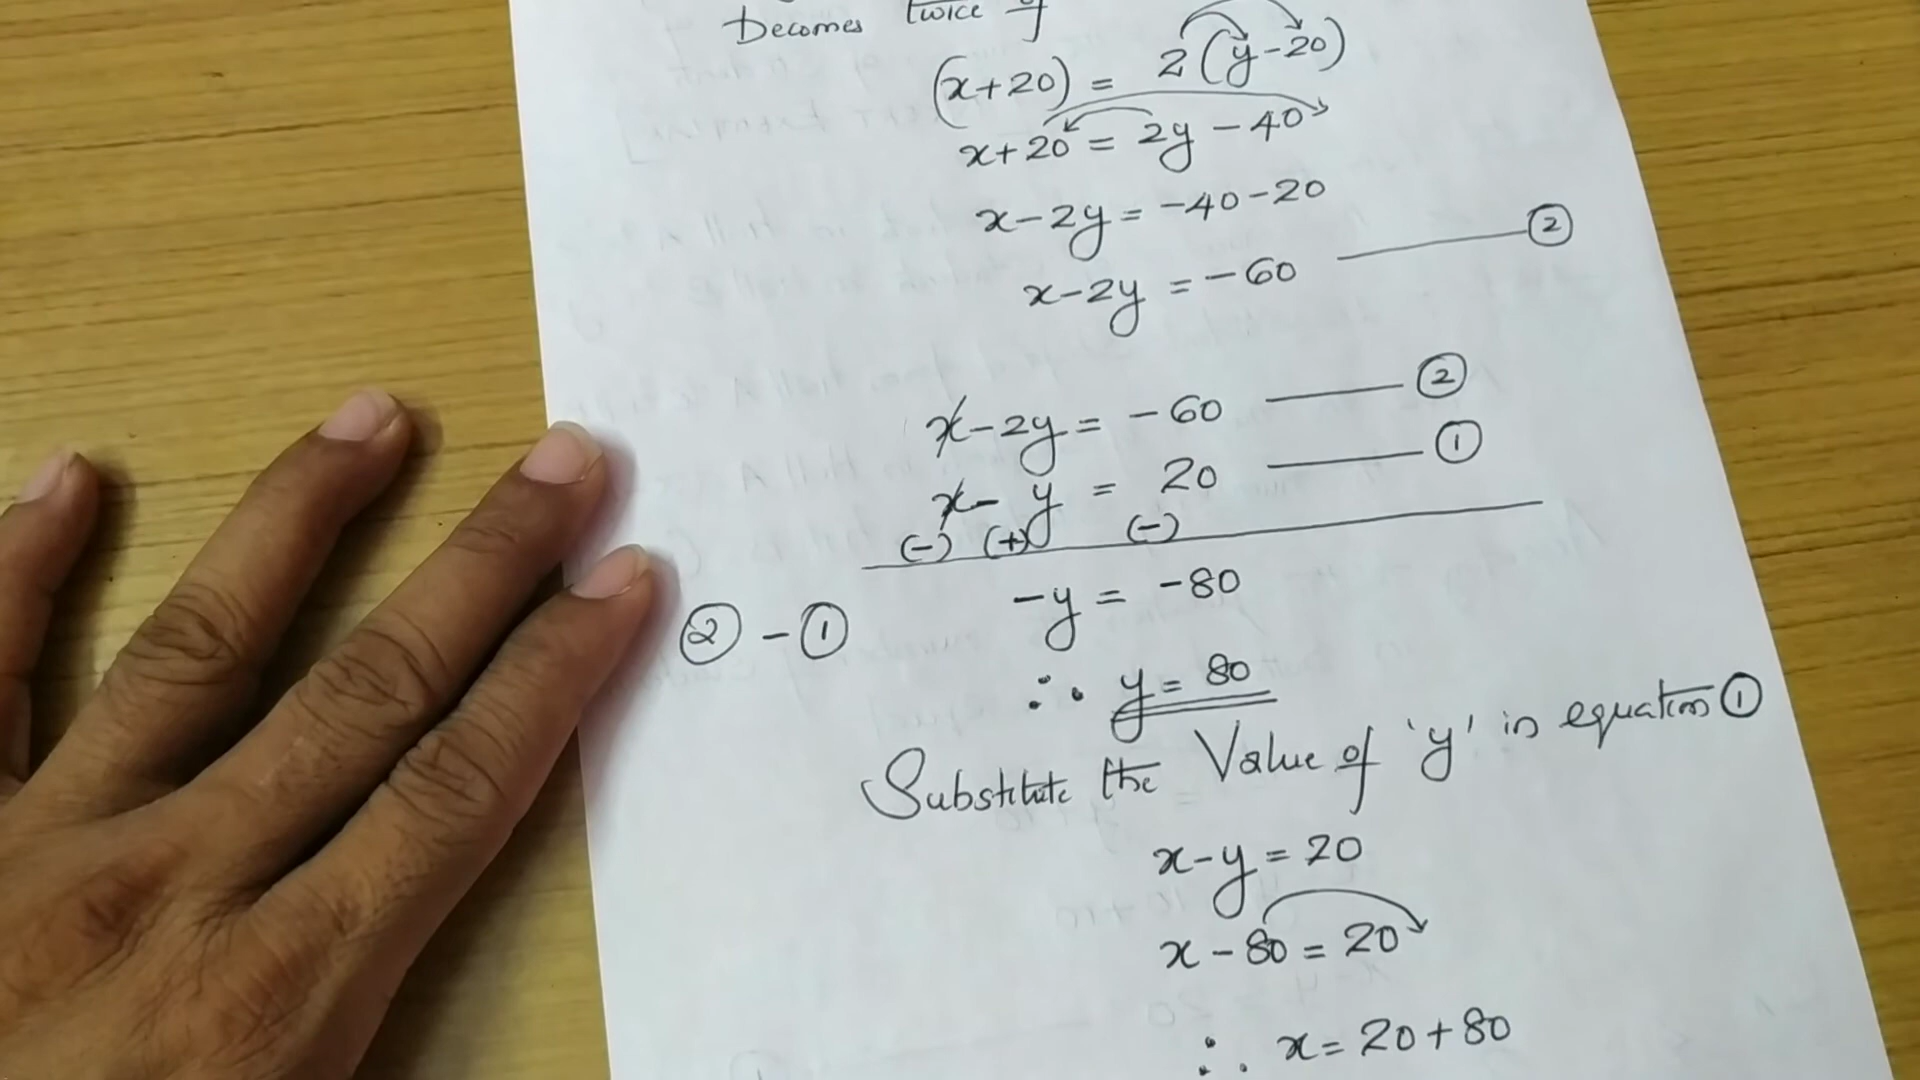 becomes twice of
(x+20) = 2(y-20)
x+20 = 2y - 40
x-2y = -40-20
x-2y = -60 ②
x-2y = -60 ②
x- y = 20 ①
(-) (+) (-)
② - ① -y = -80
∴ y = 80
Substitute the Value of 'y' in equation ①
x-y = 20
x - 80 = 20
∴ x = 20+80